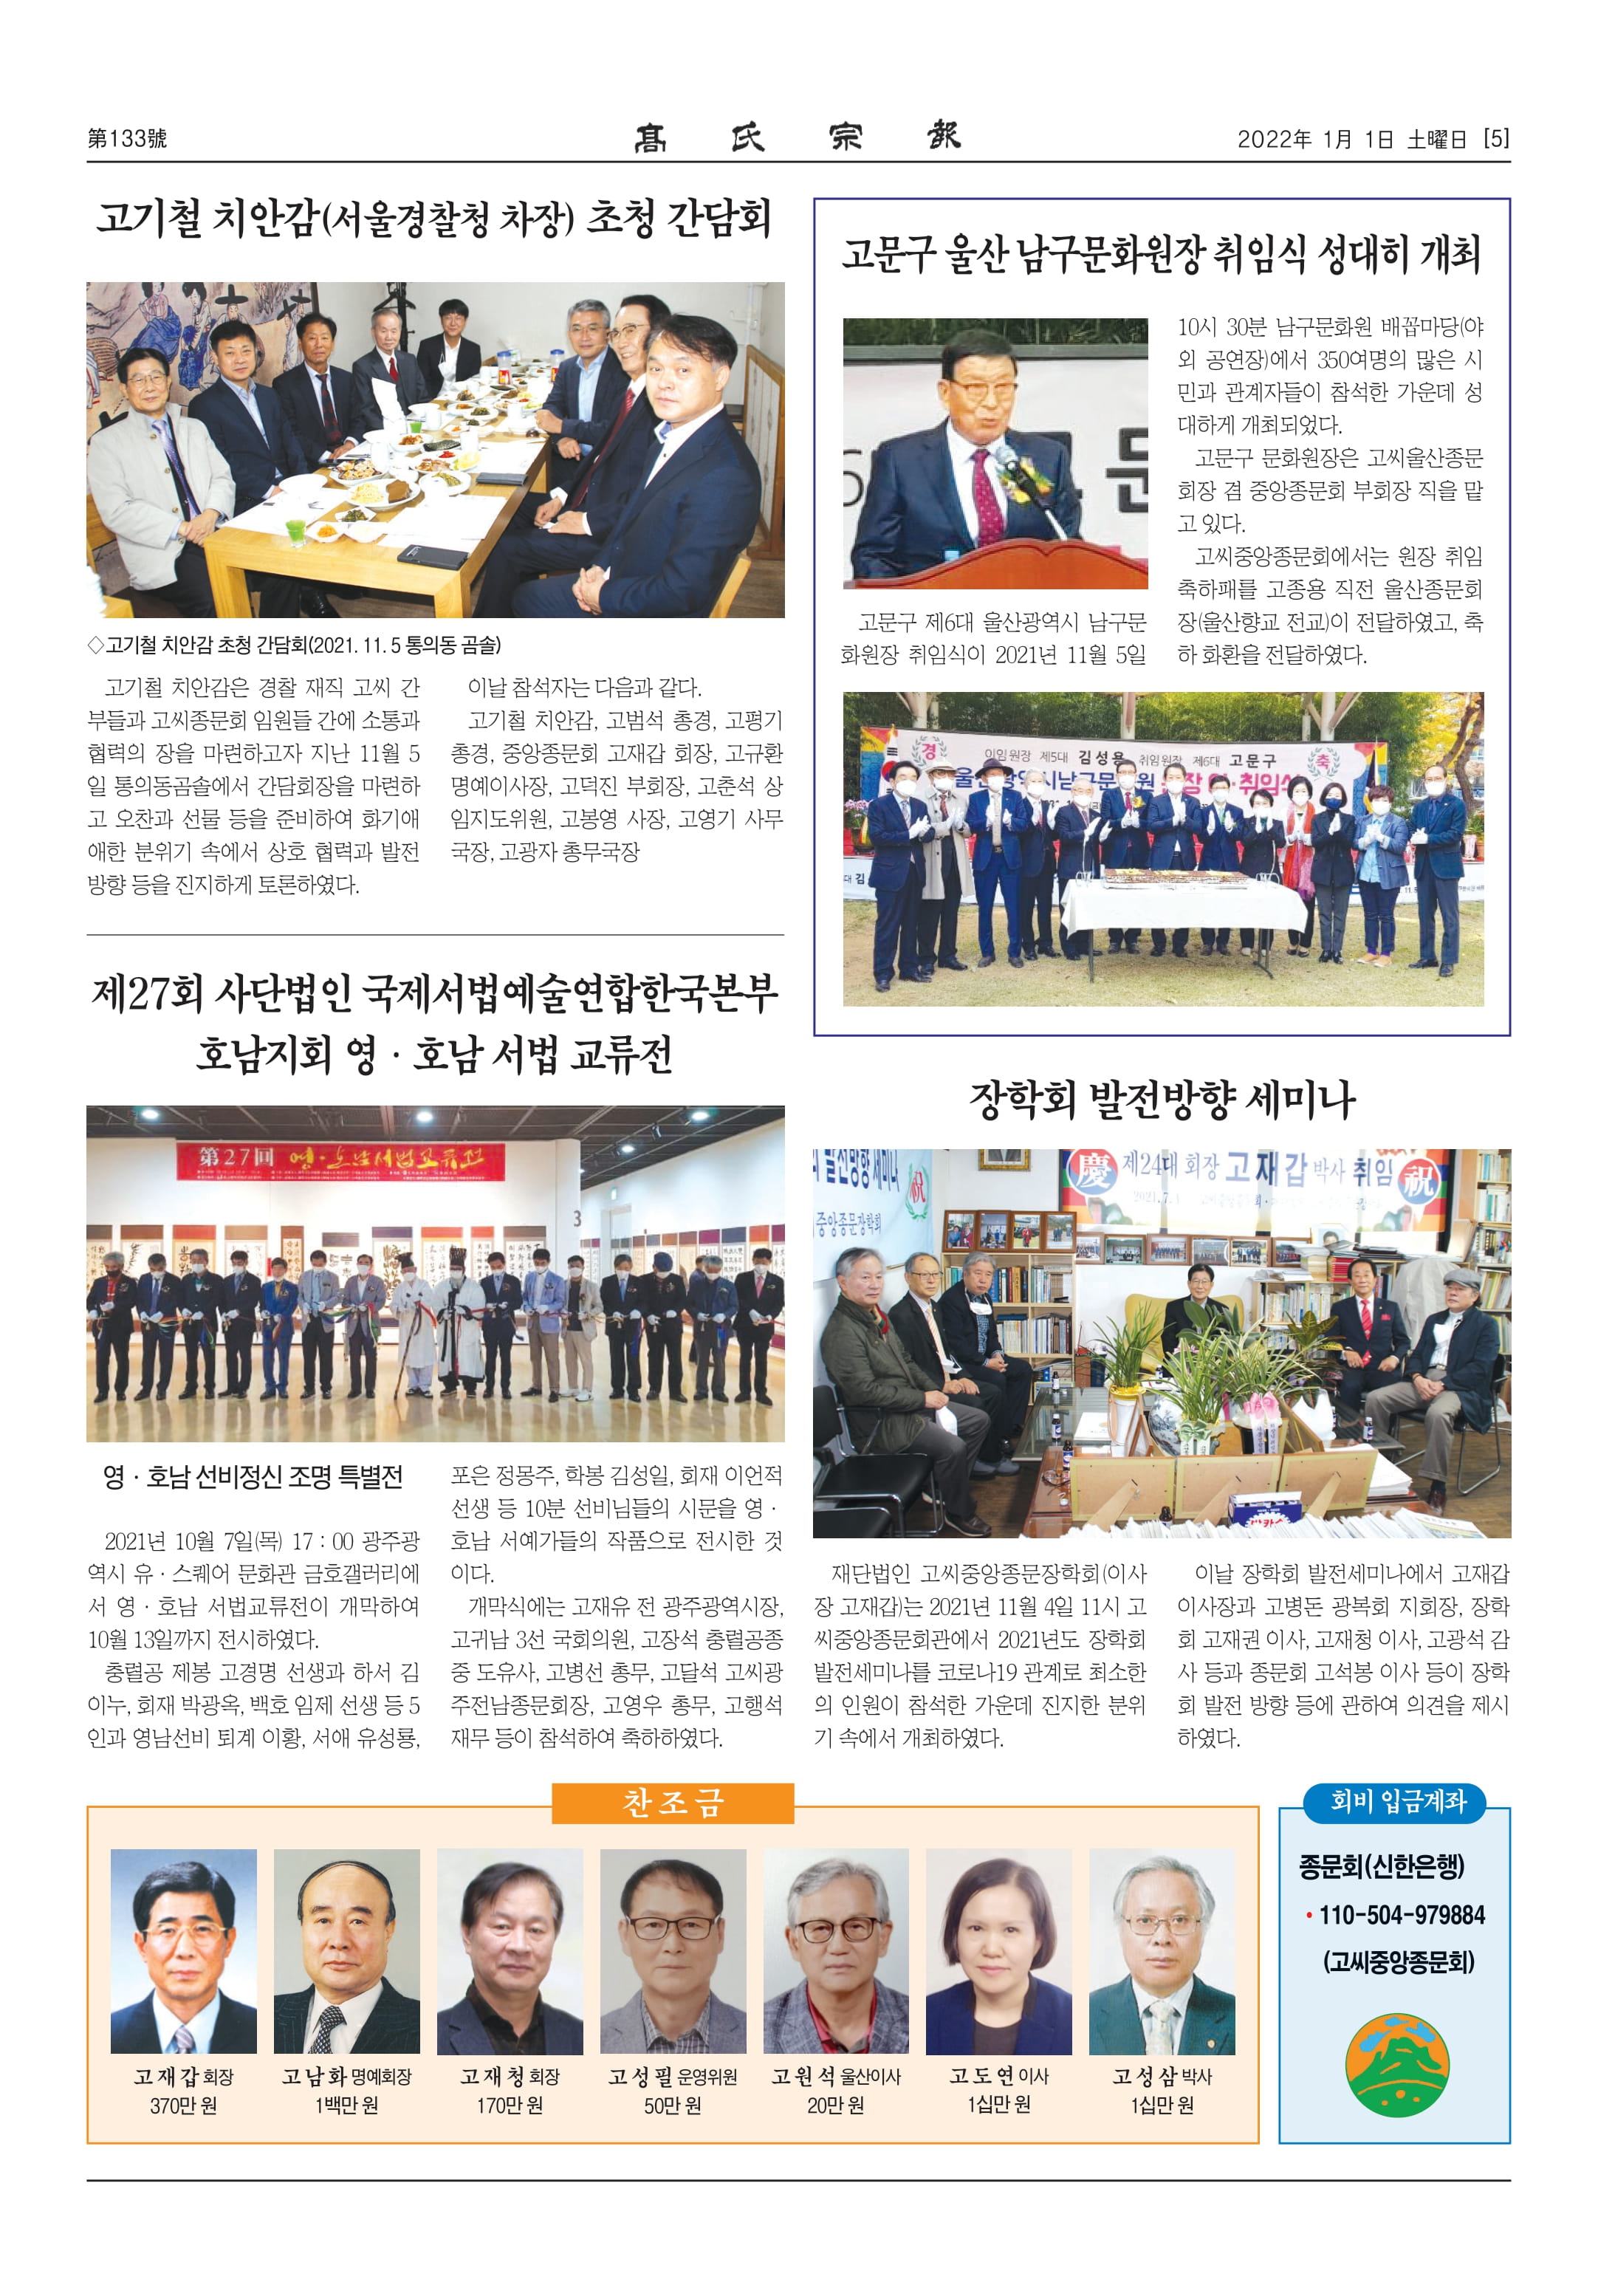 第133號
髙氏宗報
2022年 1月 1日 土曜日 [5]
고기철 치안감(서울경찰청 차장) 초청 간담회
◇고기철 치안감 초청 간담회(2021. 11. 5 통의동 곰솔)
고기철 치안감은 경찰 재직 고씨 간
부들과 고씨종문회 임원들 간에 소통과
협력의 장을 마련하고자 지난 11월 5
일 통의동곰솔에서 간담회장을 마련하
고 오찬과 선물 등을 준비하여 화기애
애한 분위기 속에서 상호 협력과 발전
방향 등을 진지하게 토론하였다.
이날 참석자는 다음과 같다.
고기철 치안감, 고범석 총경, 고평기
총경, 중앙종문회 고재갑 회장, 고규환
명예이사장, 고덕진 부회장, 고춘석 상
임지도위원, 고봉영 사장, 고영기 사무
국장, 고광자 총무국장
고문구 울산 남구문화원장 취임식 성대히 개최
고문구 제6대 울산광역시 남구문
화원장 취임식이 2021년 11월 5일
10시 30분 남구문화원 배꼽마당(야
외 공연장)에서 350여명의 많은 시
민과 관계자들이 참석한 가운데 성
대하게 개최되었다.
고문구 문화원장은 고씨울산종문
회장 겸 중앙종문회 부회장 직을 맡
고 있다.
고씨중앙종문회에서는 원장 취임
축하패를 고종용 직전 울산종문회
장(울산향교 전교)이 전달하였고, 축
하 화환을 전달하였다.
경
이임원장 제5대 김성용 취임원장 제6대 고문구
축
제27회 사단법인 국제서법예술연합한국본부
호남지회 영 · 호남 서법 교류전
第27回 영·호남서법교류전
3
영 · 호남 선비정신 조명 특별전
2021년 10월 7일(목) 17 : 00 광주광
역시 유 · 스퀘어 문화관 금호갤러리에
서 영 · 호남 서법교류전이 개막하여
10월 13일까지 전시하였다.
충렬공 제봉 고경명 선생과 하서 김
이누, 회재 박광옥, 백호 임제 선생 등 5
인과 영남선비 퇴계 이황, 서애 유성룡,
포은 정몽주, 학봉 김성일, 회재 이언적
선생 등 10분 선비님들의 시문을 영 ·
호남 서예가들의 작품으로 전시한 것
이다.
개막식에는 고재유 전 광주광역시장,
고귀남 3선 국회의원, 고장석 충렬공종
중 도유사, 고병선 총무, 고달석 고씨광
주전남종문회장, 고영우 총무, 고행석
재무 등이 참석하여 축하하였다.
장학회 발전방향 세미나
발전방향 세미나
祝
중앙종문장학회
慶 제24대 회장 고재갑 박사 취임 祝
2021.7.1
재단법인 고씨중앙종문장학회(이사
장 고재갑)는 2021년 11월 4일 11시 고
씨중앙종문회관에서 2021년도 장학회
발전세미나를 코로나19 관계로 최소한
의 인원이 참석한 가운데 진지한 분위
기 속에서 개최하였다.
이날 장학회 발전세미나에서 고재갑
이사장과 고병돈 광복회 지회장, 장학
회 고재권 이사, 고재청 이사, 고광석 감
사 등과 종문회 고석봉 이사 등이 장학
회 발전 방향 등에 관하여 의견을 제시
하였다.
찬조금
고재갑 회장
370만 원
고남화 명예회장
1백만 원
고재청 회장
170만 원
고성필 운영위원
50만 원
고원석 울산이사
20만 원
고도연 이사
1십만 원
고성삼 박사
1십만 원
회비 입금계좌
종문회(신한은행)
• 110-504-979884
(고씨중앙종문회)